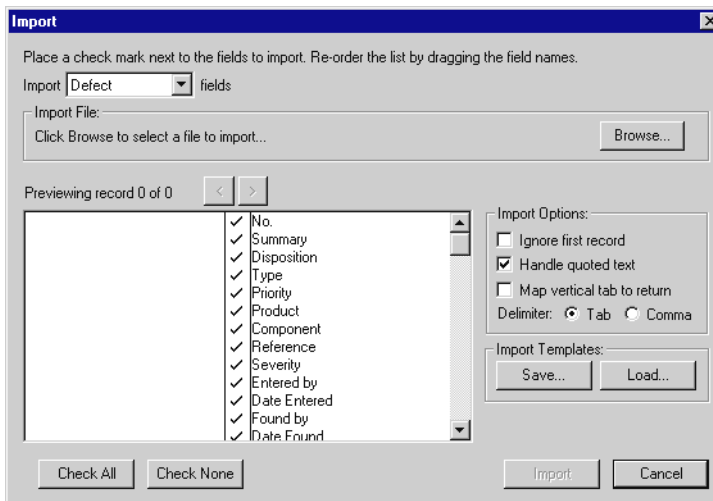 Import
Place a check mark next to the fields to import. Re-order the list by dragging the field names.
Import Defect fields
Import File:
Click Browse to select a file to import...
Browse...
Previewing record 0 of 0
< >
No.
Summary
Disposition
Type
Priority
Product
Component
Reference
Severity
Entered by
Date Entered
Found by
Date Found
Import Options:
Ignore first record
Handle quoted text
Map vertical tab to return
Delimiter: Tab Comma
Import Templates:
Save... Load...
Check All Check None Import Cancel